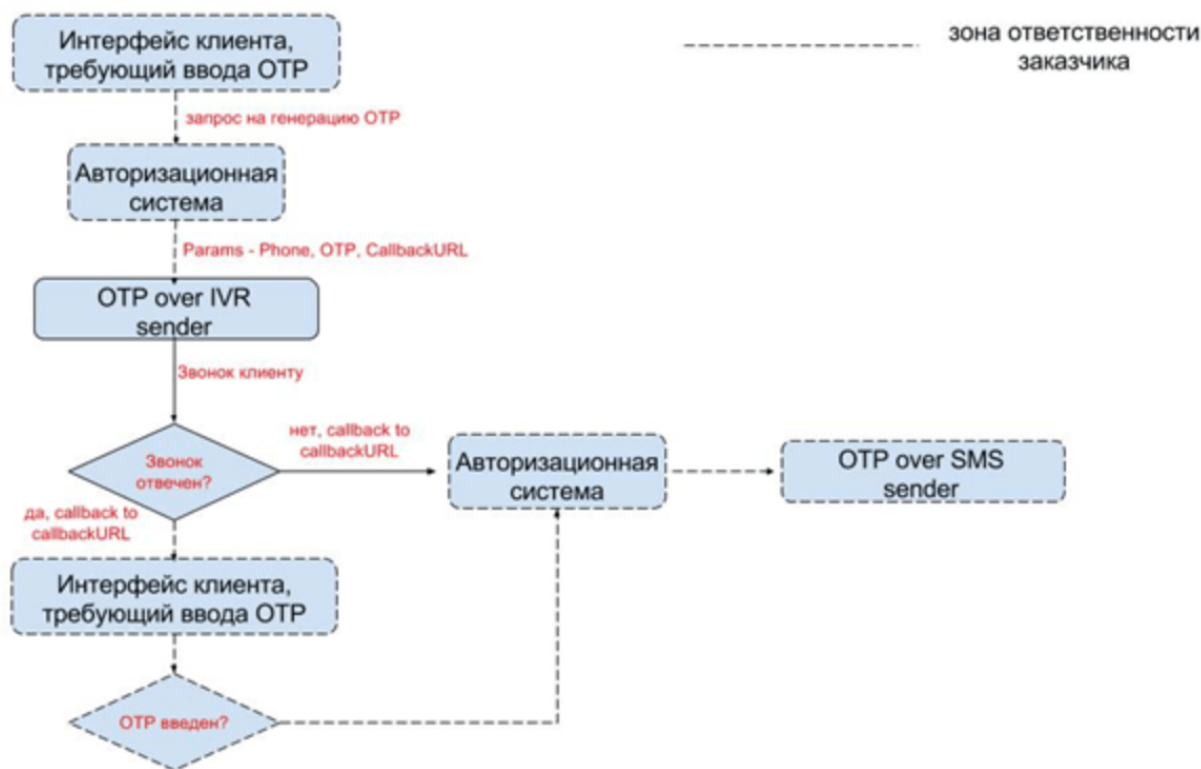 Интерфейс клиента,
требующий ввода OTP
зона ответственности
заказчика
запрос на генерацию OTP
Авторизационная
система
Params - Phone, OTP, CallbackURL
OTP over IVR
sender
Звонок клиенту
нет, callback to
callbackURL
Звонок
отвечен?
Авторизационная
система
OTP over SMS
sender
да, callback to
callbackURL
Интерфейс клиента,
требующий ввода OTP
OTP введен?